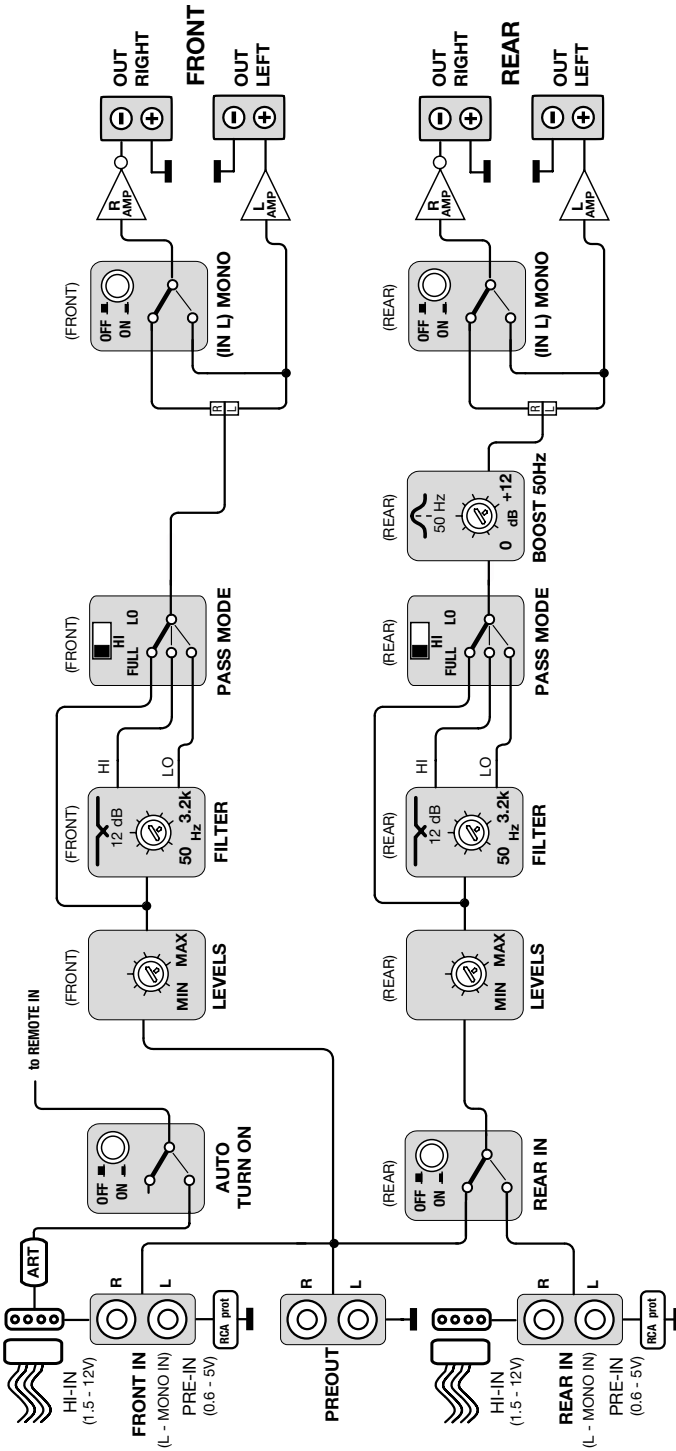 HI-IN
(1.5 - 12V)
ART
FRONT IN
(L - MONO IN)
PRE-IN
(0.6 - 5V)
R
L
RCA prot
PREOUT
R
L
HI-IN
(1.5 - 12V)
REAR IN
(L - MONO IN)
PRE-IN
(0.6 - 5V)
R
L
RCA prot
to REMOTE IN
OFF
ON
AUTO
TURN ON
(REAR)
OFF
ON
REAR IN
(FRONT)
MIN MAX
LEVELS
(REAR)
MIN MAX
LEVELS
(FRONT)
12 dB
50 Hz 3.2k
FILTER
HI
LO
(REAR)
12 dB
50 Hz 3.2k
FILTER
HI
LO
(FRONT)
HI
FULL LO
PASS MODE
(REAR)
HI
FULL LO
PASS MODE
(REAR)
50 Hz
0 dB +12
BOOST 50Hz
R
L
R
L
(FRONT)
OFF
ON
(IN L) MONO
(REAR)
OFF
ON
(IN L) MONO
R
AMP
L
AMP
R
AMP
L
AMP
OUT
RIGHT
FRONT
OUT
LEFT
OUT
RIGHT
REAR
OUT
LEFT